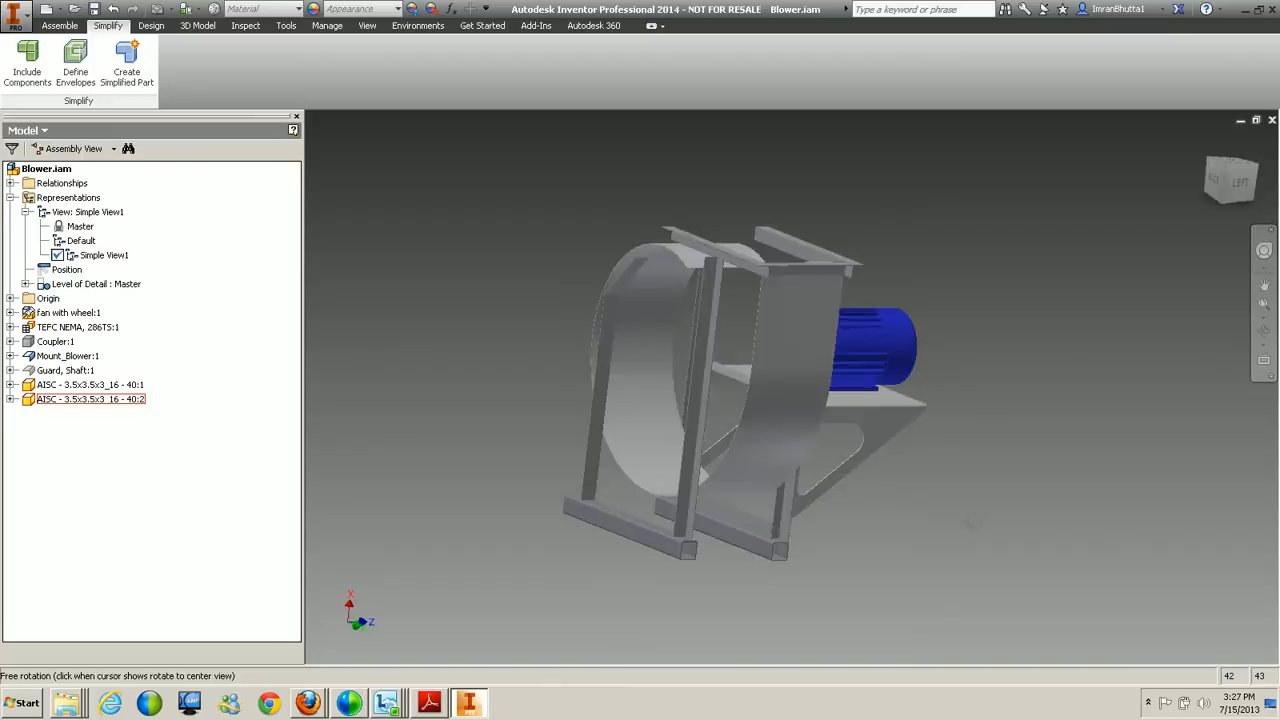 Material
Appearance
Autodesk Inventor Professional 2014 - NOT FOR RESALE Blower.iam
Type a keyword or phrase
ImranBhutta1
PRO
Assemble Simplify Design 3D Model Inspect Tools Manage View Environments Get Started Add-Ins Autodesk 360
Include Components
Define Envelopes
Create Simplified Part
Simplify
Model
Assembly View
Blower.iam
Relationships
Representations
View: Simple View1
Master
Default
Simple View1
Position
Level of Detail : Master
Origin
fan with wheel:1
TEFC NEMA, 286TS:1
Coupler:1
Mount_Blower:1
Guard, Shaft:1
AISC - 3.5x3.5x3_16 - 40:1
AISC - 3.5x3.5x3_16 - 40:2
LEFT
X
Z
Free rotation (click when cursor shows rotate to center view)
42 43
Start
3:27 PM
7/15/2013